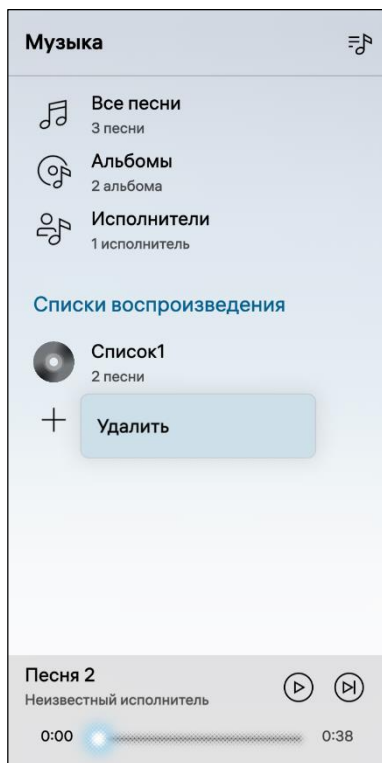 Музыка
Все песни
3 песни
Альбомы
2 альбома
Исполнители
1 исполнитель
Списки воспроизведения
Список1
2 песни
Удалить
Песня 2
Неизвестный исполнитель
0:00 0:38